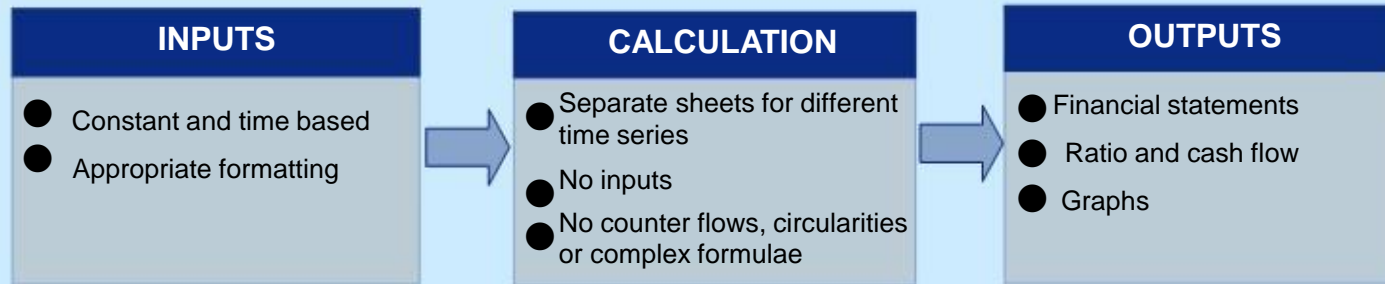 INPUTS
● Constant and time based
● Appropriate formatting
CALCULATION
● Separate sheets for different
time series
● No inputs
● No counter flows, circularities
or complex formulae
OUTPUTS
● Financial statements
● Ratio and cash flow
● Graphs